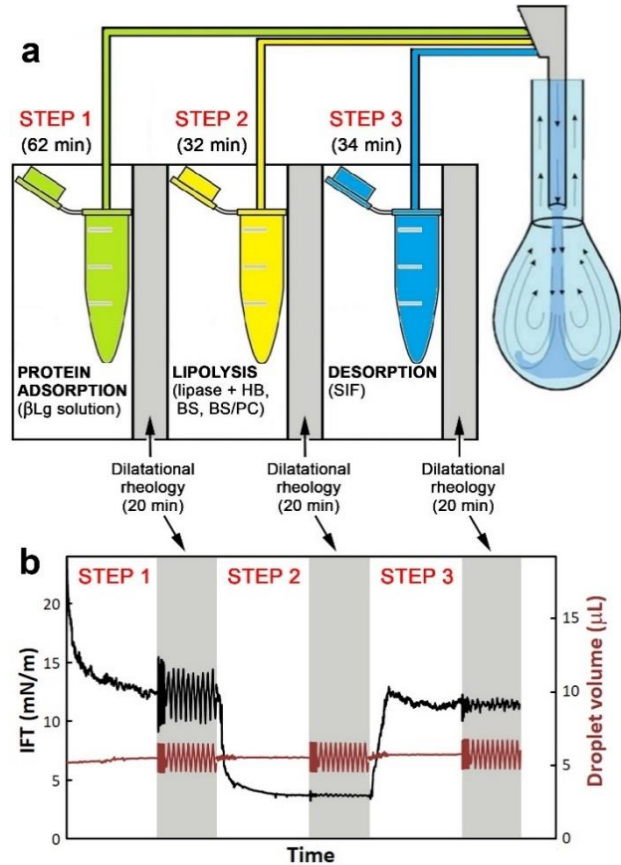 a
STEP 1
(62 min)
STEP 2
(32 min)
STEP 3
(34 min)
PROTEIN
ADSORPTION
(βLg solution)
LIPOLYSIS
(lipase + HB,
BS, BS/PC)
DESORPTION
(SIF)
Dilatational
rheology
(20 min)
Dilatational
rheology
(20 min)
Dilatational
rheology
(20 min)
b
STEP 1
STEP 2
STEP 3
20
15
10
5
0
IFT (mN/m)
15
10
5
0
Droplet volume (μL)
Time